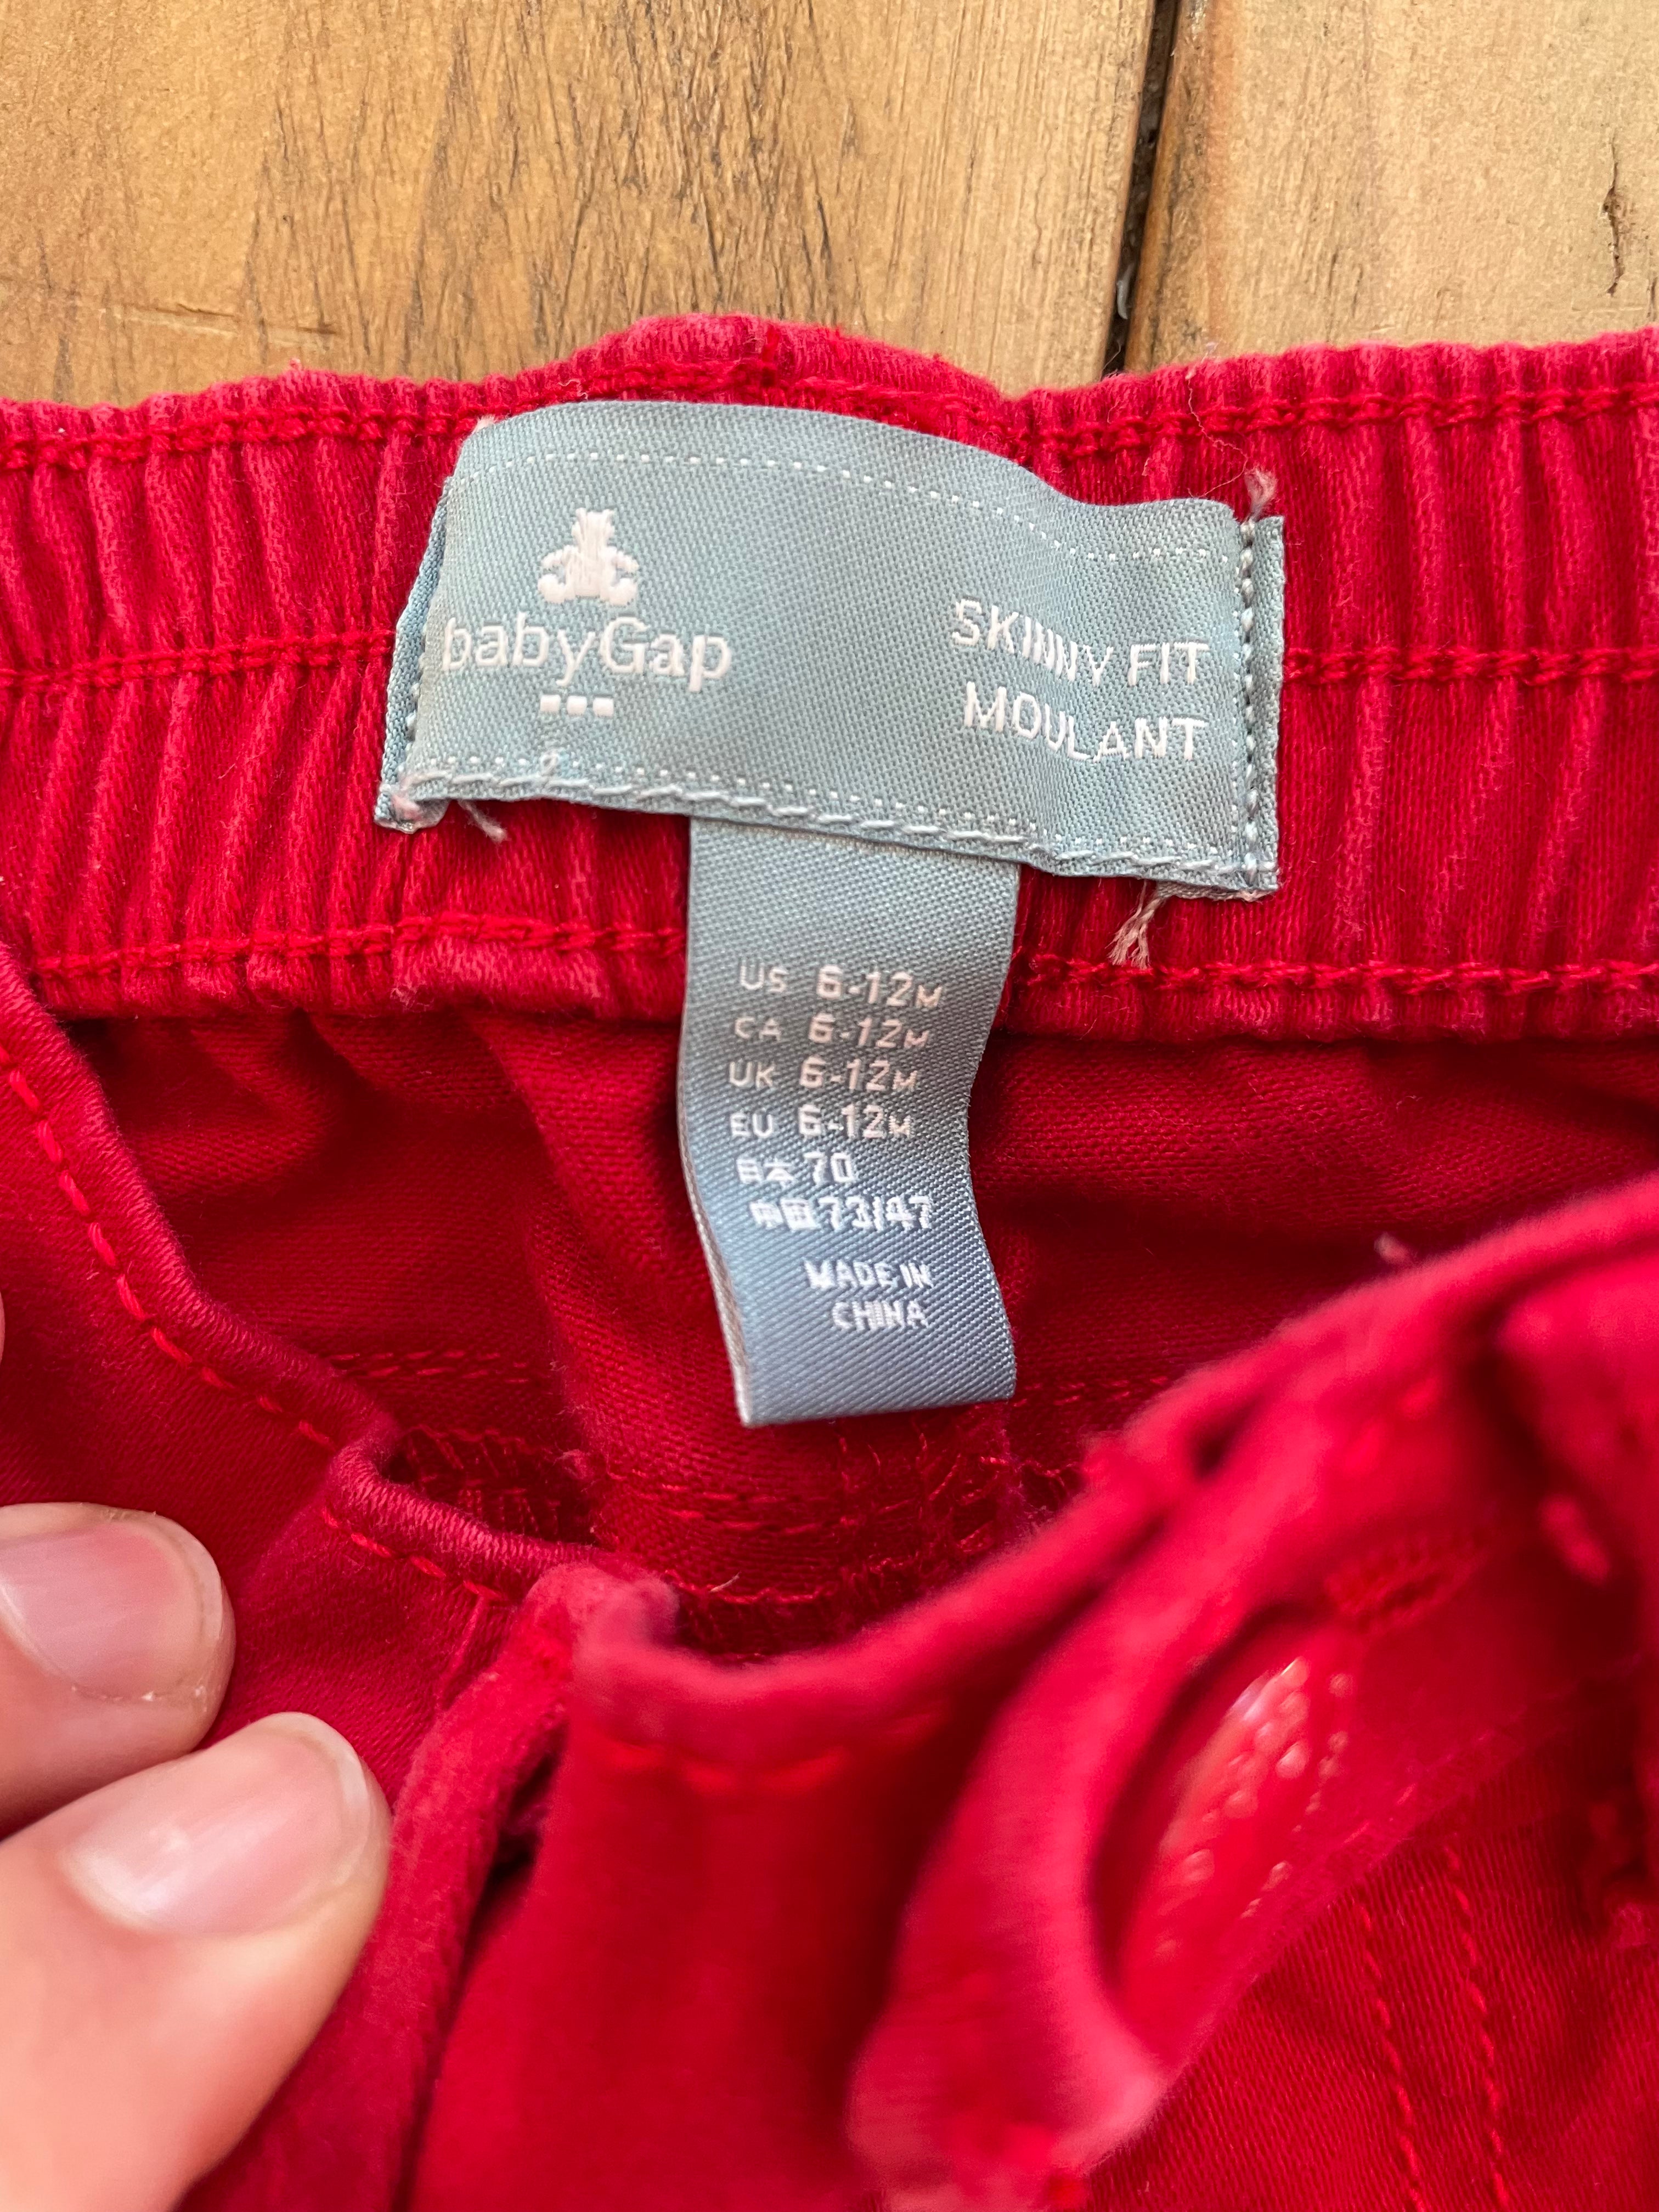 babyGap
SKINNY FIT
MOULANT
US 6-12M
CA 6-12M
UK 6-12M
EU 6-12M
日本 70
中国 73/47
MADE IN
CHINA